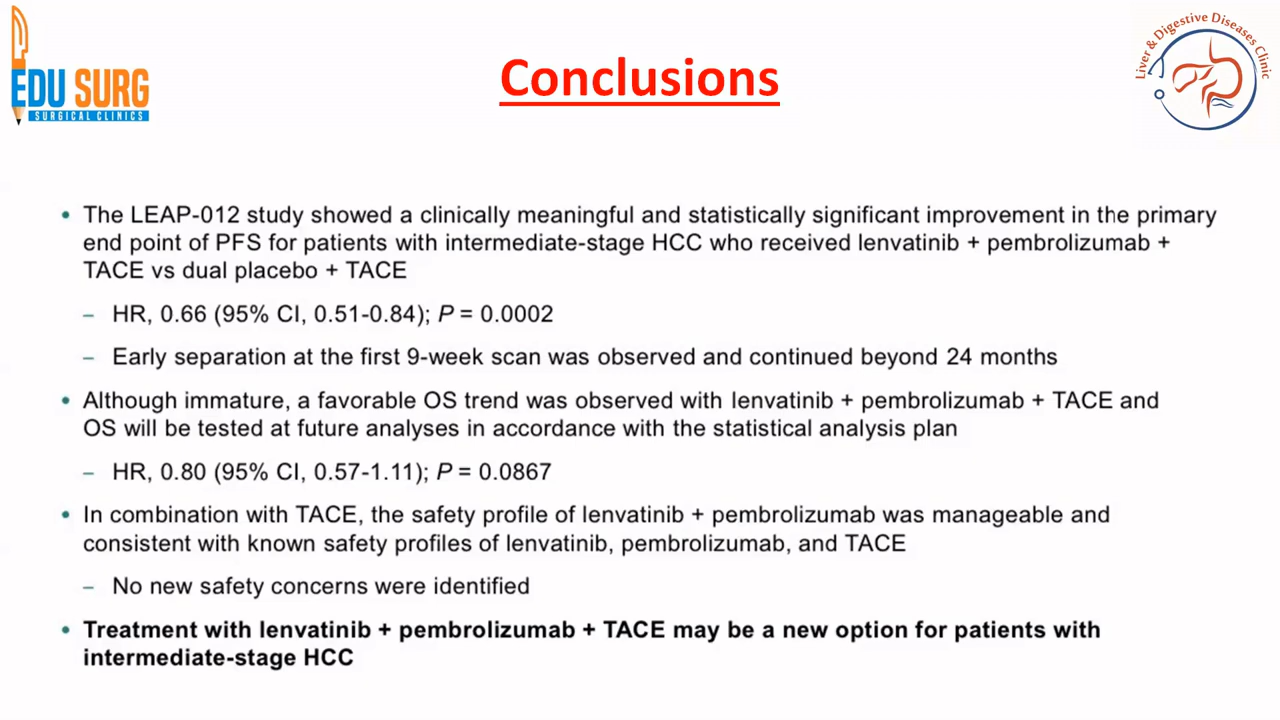 EDU SURG
SURGICAL CLINICS
Conclusions
Liver & Digestive Diseases Clinic
• The LEAP-012 study showed a clinically meaningful and statistically significant improvement in the primary
end point of PFS for patients with intermediate-stage HCC who received lenvatinib + pembrolizumab +
TACE vs dual placebo + TACE
– HR, 0.66 (95% CI, 0.51-0.84); P = 0.0002
– Early separation at the first 9-week scan was observed and continued beyond 24 months
• Although immature, a favorable OS trend was observed with lenvatinib + pembrolizumab + TACE and
OS will be tested at future analyses in accordance with the statistical analysis plan
– HR, 0.80 (95% CI, 0.57-1.11); P = 0.0867
• In combination with TACE, the safety profile of lenvatinib + pembrolizumab was manageable and
consistent with known safety profiles of lenvatinib, pembrolizumab, and TACE
– No new safety concerns were identified
• Treatment with lenvatinib + pembrolizumab + TACE may be a new option for patients with
intermediate-stage HCC